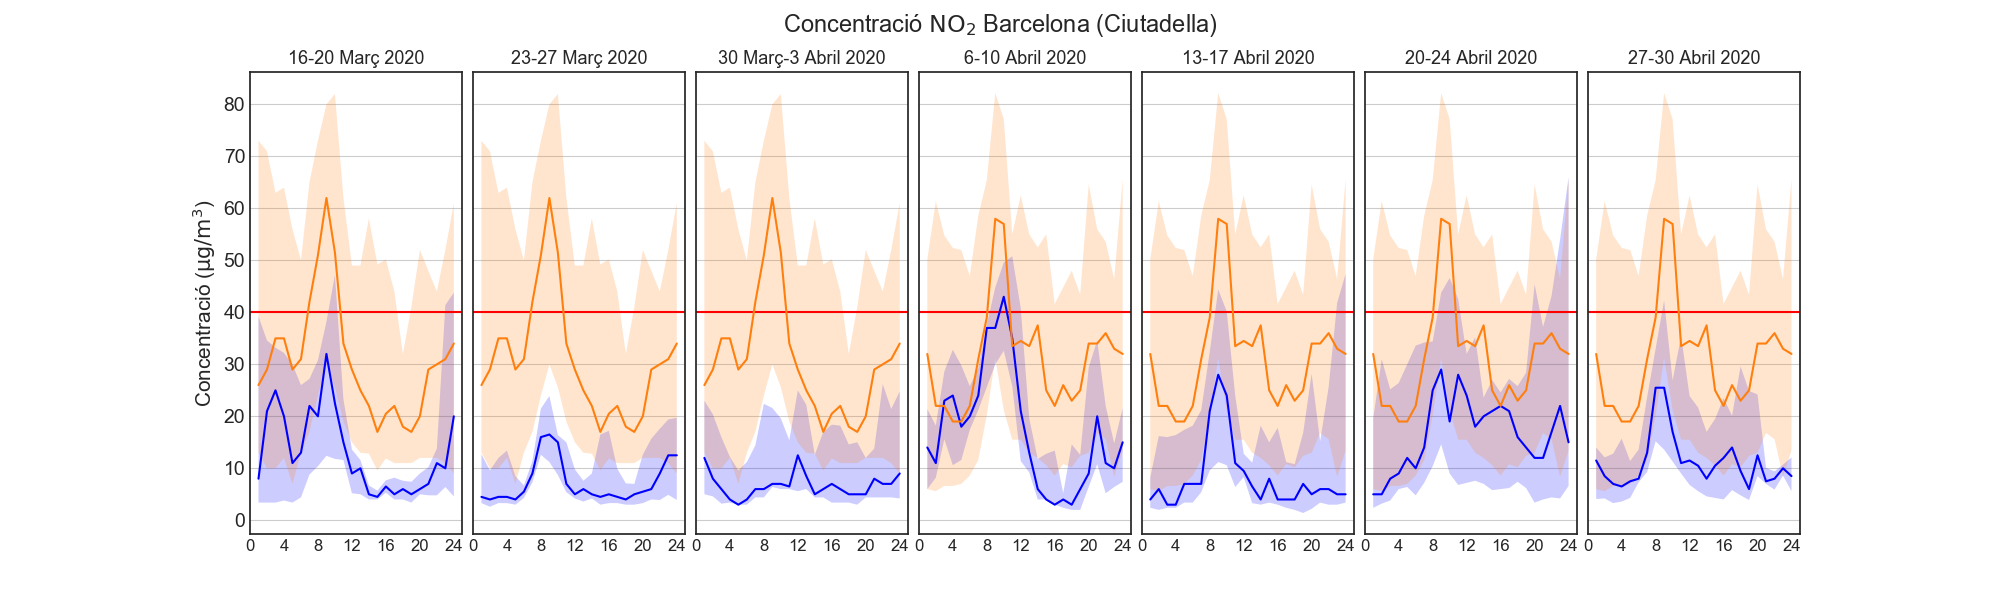 Concentració NO₂ Barcelona (Ciutadella)
16-20 Març 2020
23-27 Març 2020
30 Març-3 Abril 2020
6-10 Abril 2020
13-17 Abril 2020
20-24 Abril 2020
27-30 Abril 2020
Concentració (µg/m³)
80
70
60
50
40
30
20
10
0
0 4 8 12 16 20 24
0 4 8 12 16 20 24
0 4 8 12 16 20 24
0 4 8 12 16 20 24
0 4 8 12 16 20 24
0 4 8 12 16 20 24
0 4 8 12 16 20 24